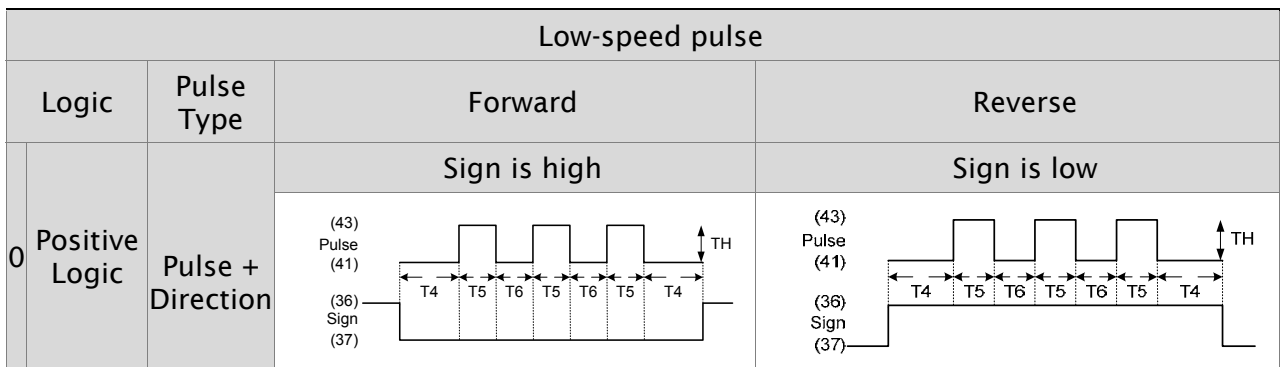 Low-speed pulse
Logic
Pulse
Type
Forward
Reverse
0
Positive
Logic
Pulse +
Direction
Sign is high
Sign is low
(43)
Pulse
(41)
TH
T4 T5 T6 T5 T6 T5 T4
(36)
Sign
(37)
(43)
Pulse
(41)
TH
T4 T5 T6 T5 T6 T5 T4
(36)
Sign
(37)